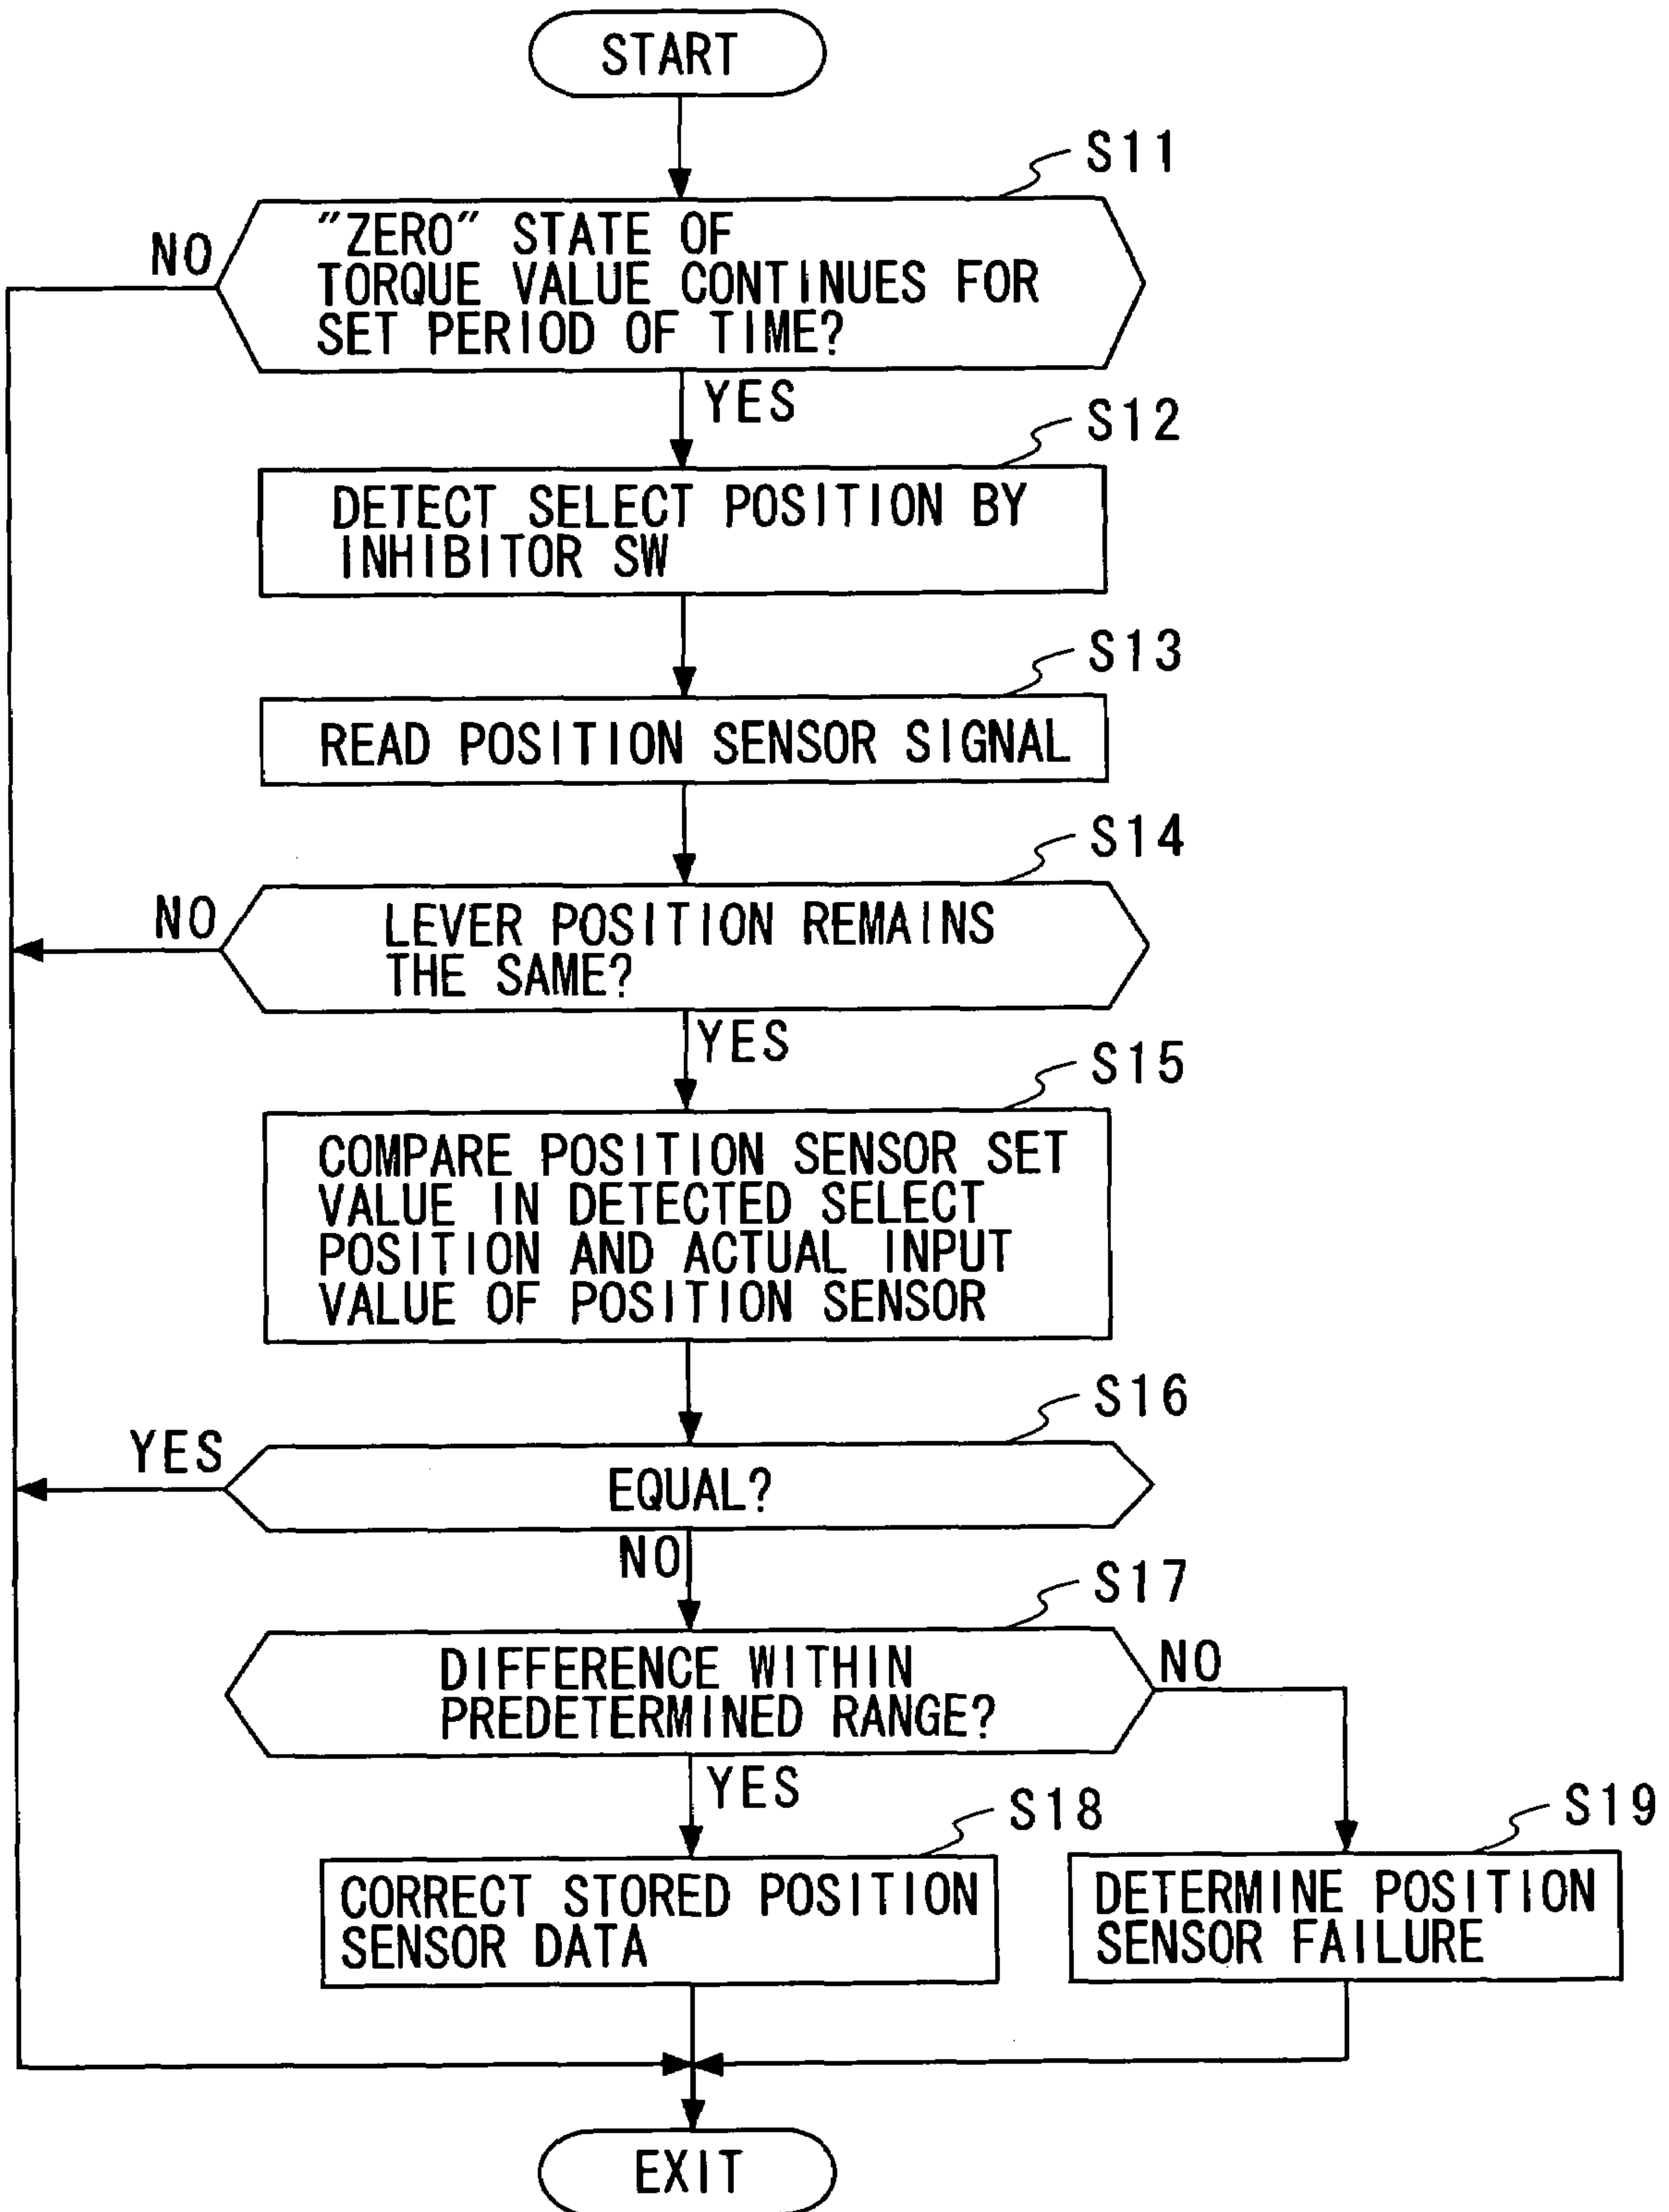 START
S11
"ZERO" STATE OF
TORQUE VALUE CONTINUES FOR
SET PERIOD OF TIME?
NO
YES
S12
DETECT SELECT POSITION BY
INHIBITOR SW
S13
READ POSITION SENSOR SIGNAL
S14
NO
LEVER POSITION REMAINS
THE SAME?
YES
S15
COMPARE POSITION SENSOR SET
VALUE IN DETECTED SELECT
POSITION AND ACTUAL INPUT
VALUE OF POSITION SENSOR
S16
YES
EQUAL?
NO
S17
DIFFERENCE WITHIN
PREDETERMINED RANGE?
NO
YES
S18
CORRECT STORED POSITION
SENSOR DATA
S19
DETERMINE POSITION
SENSOR FAILURE
EXIT